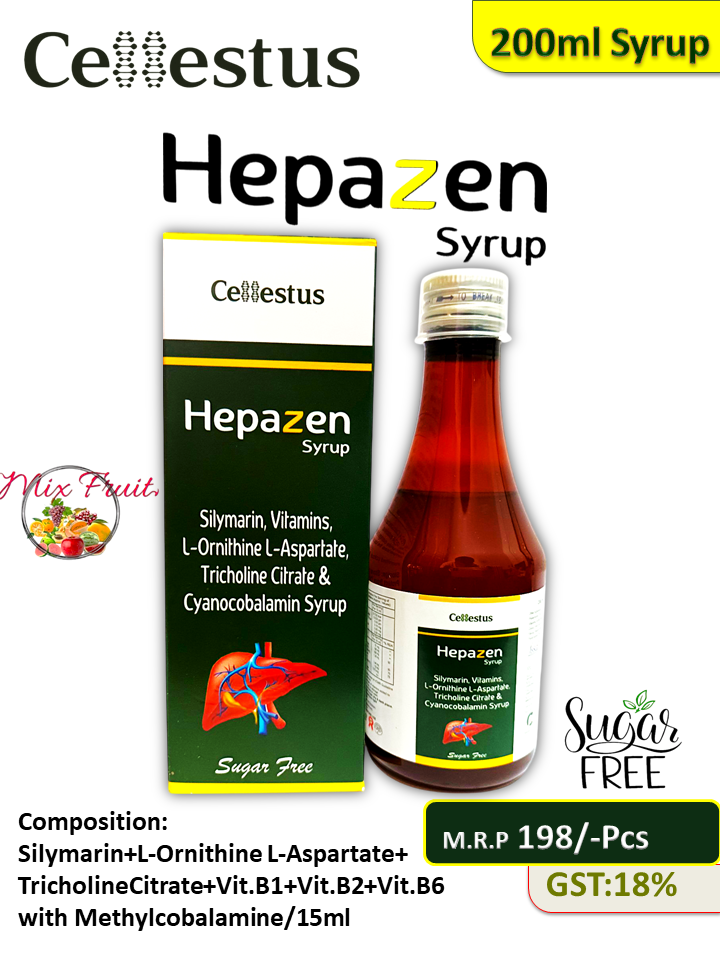 Cellestus
200ml Syrup
Hepazen
Syrup
Cellestus
Hepazen
Syrup
Silymarin, Vitamins,
L-Ornithine L-Aspartate,
Tricholine Citrate &
Cyanocobalamin Syrup
Sugar Free
Mix Fruit
Cellestus
Hepazen
Syrup
Silymarin, Vitamins,
L-Ornithine L-Aspartate,
Tricholine Citrate &
Cyanocobalamin Syrup
Sugar Free
Sugar
FREE
Composition:
Silymarin+L-Ornithine L-Aspartate+
TricholineCitrate+Vit.B1+Vit.B2+Vit.B6
with Methylcobalamine/15ml
M.R.P 198/-Pcs
GST:18%